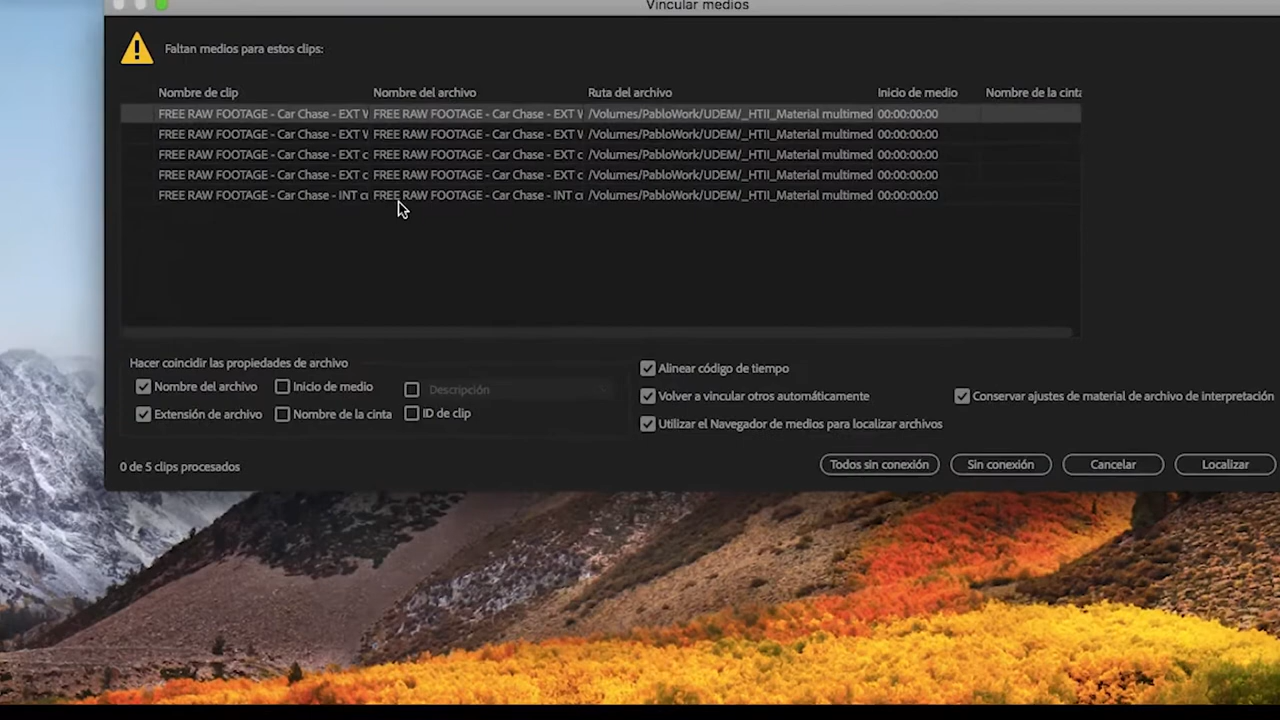 Vincular medios
Faltan medios para estos clips:
Nombre de clip Nombre del archivo Ruta del archivo Inicio de medio Nombre de la cinta
FREE RAW FOOTAGE - Car Chase - EXT FREE RAW FOOTAGE - Car Chase - EXT /Volumes/PabloWork/UDEM/_HTII_Material multimed 00:00:00:00
FREE RAW FOOTAGE - Car Chase - EXT FREE RAW FOOTAGE - Car Chase - EXT /Volumes/PabloWork/UDEM/_HTII_Material multimed 00:00:00:00
FREE RAW FOOTAGE - Car Chase - EXT c FREE RAW FOOTAGE - Car Chase - EXT c /Volumes/PabloWork/UDEM/_HTII_Material multimed 00:00:00:00
FREE RAW FOOTAGE - Car Chase - EXT c FREE RAW FOOTAGE - Car Chase - EXT c /Volumes/PabloWork/UDEM/_HTII_Material multimed 00:00:00:00
FREE RAW FOOTAGE - Car Chase - INT FREE RAW FOOTAGE - Car Chase - INT /Volumes/PabloWork/UDEM/_HTII_Material multimed 00:00:00:00
Hacer coincidir las propiedades de archivo
Nombre del archivo Inicio de medio Descripción
Extensión de archivo Nombre de la cinta ID de clip
Alinear código de tiempo
Volver a vincular otros automáticamente Conservar ajustes de material de archivo de interpretación
Utilizar el Navegador de medios para localizar archivos
0 de 5 clips procesados Todos sin conexión Sin conexión Cancelar Localizar